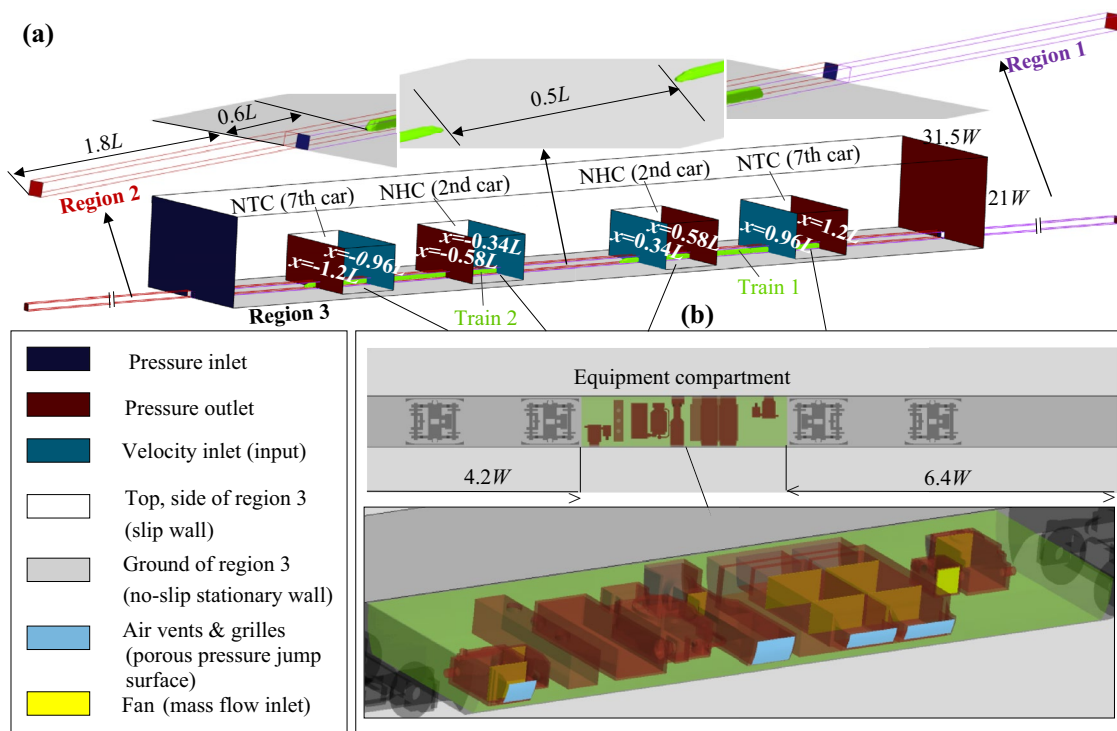 (a)
Region 1
0.5L
0.6L
1.8L
Region 2
31.5W
21W
NTC (7th car)
NHC (2nd car)
NHC (2nd car)
NTC (7th car)
x=-1.2L
x=-0.96L
x=-0.58L
x=-0.34L
x=0.34L
x=0.58L
x=0.96L
x=1.2L
Region 3
Train 2
Train 1
Pressure inlet
Pressure outlet
Velocity inlet (input)
Top, side of region 3
(slip wall)
Ground of region 3
(no-slip stationary wall)
Air vents & grilles
(porous pressure jump
surface)
Fan (mass flow inlet)
(b)
Equipment compartment
4.2W
6.4W